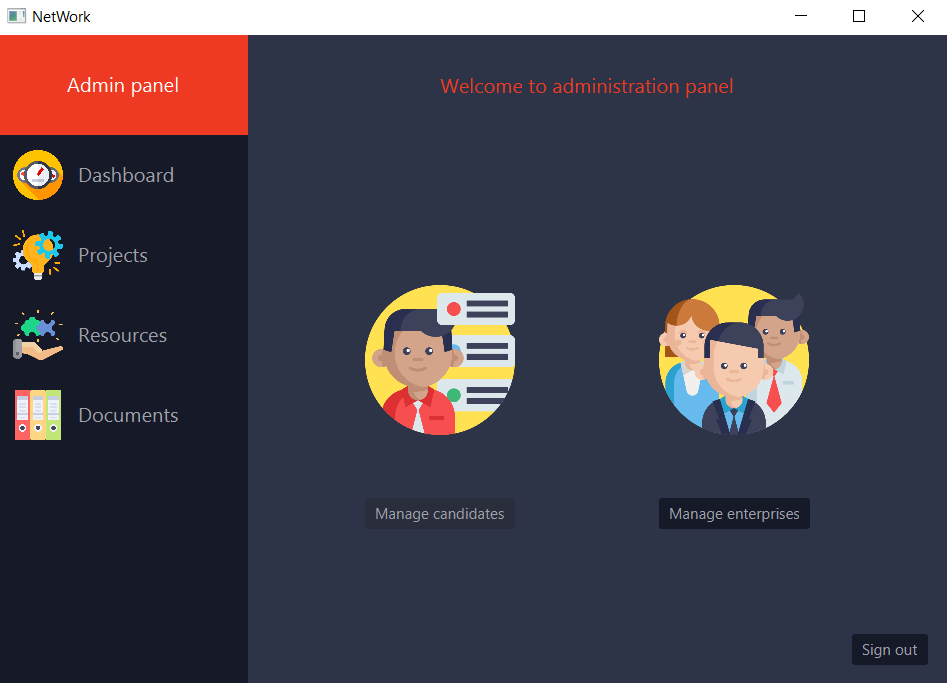 NetWork
Admin panel
Welcome to administration panel
Dashboard
Projects
Resources
Documents
Manage candidates
Manage enterprises
Sign out